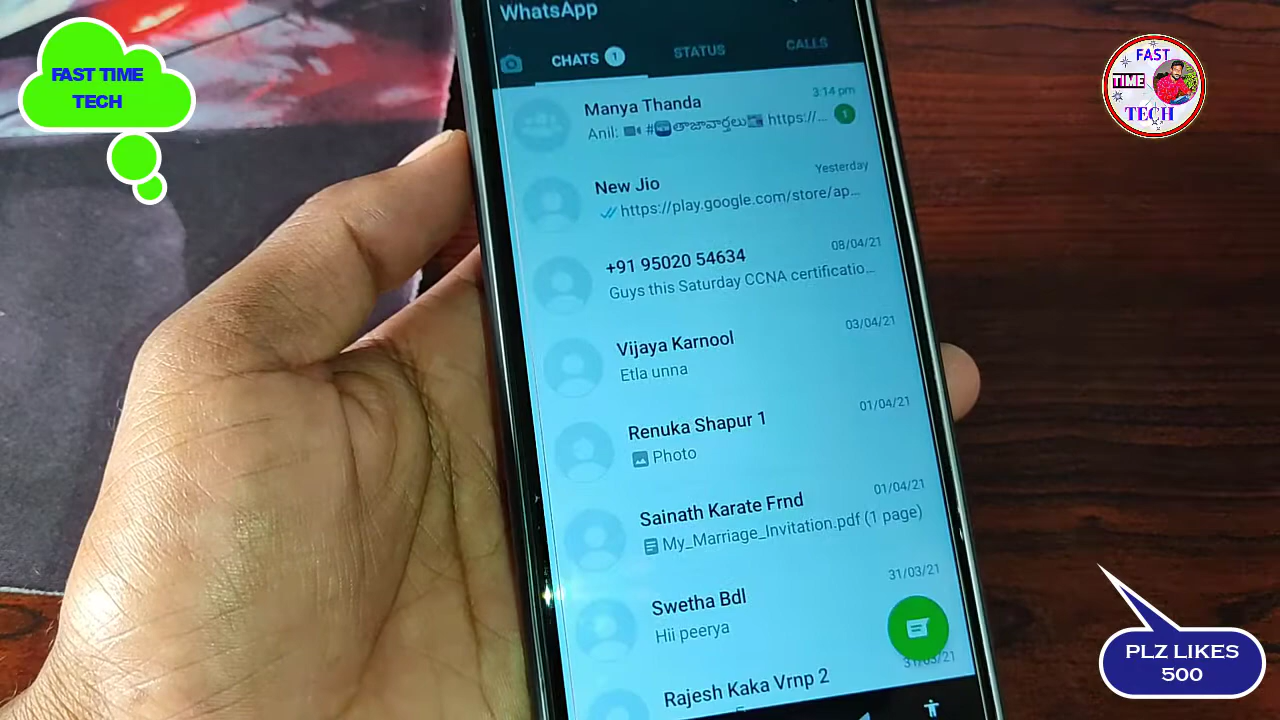 FAST TIME
TECH
FAST
TIME
TECH
WhatsApp
CHATS 1
STATUS
CALLS
Manya Thanda
3:14 pm
Anil: #తాజావార్తలు https://...
1
New Jio
Yesterday
https://play.google.com/store/ap...
+91 95020 54634
08/04/21
Guys this Saturday CCNA certificatio...
Vijaya Karnool
03/04/21
Etla unna
Renuka Shapur 1
01/04/21
Photo
Sainath Karate Frnd
01/04/21
My_Marriage_Invitation.pdf (1 page)
Swetha Bdl
31/03/21
Hii peerya
Rajesh Kaka Vrnp 2
31/03/21
PLZ LIKES
500